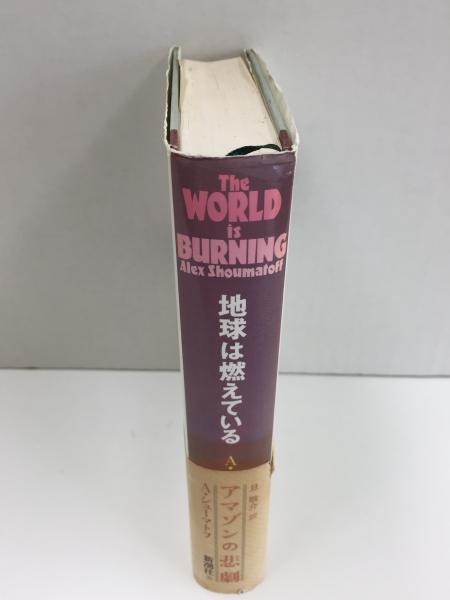 The
WORLD
is
BURNING
Alex Shoumatoff
地球は燃えている
A・
アマゾンの悲劇
A・シューマトフ
新潮社